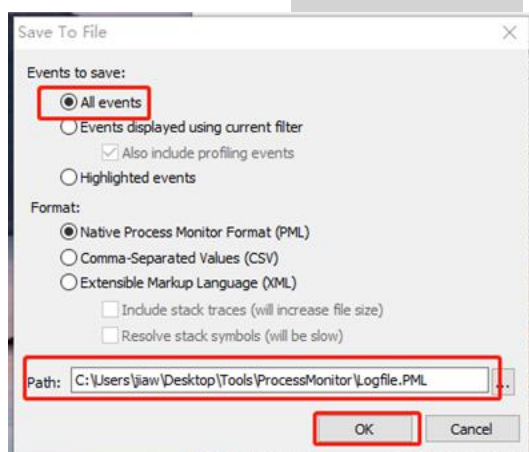 Save To File
Events to save:
All events
Events displayed using current filter
Also include profiling events
Highlighted events
Format:
Native Process Monitor Format (PML)
Comma-Separated Values (CSV)
Extensible Markup Language (XML)
Include stack traces (will increase file size)
Resolve stack symbols (will be slow)
Path: C:\Users\jiaw\Desktop\Tools\ProcessMonitor\Logfile.PML ...
OK Cancel